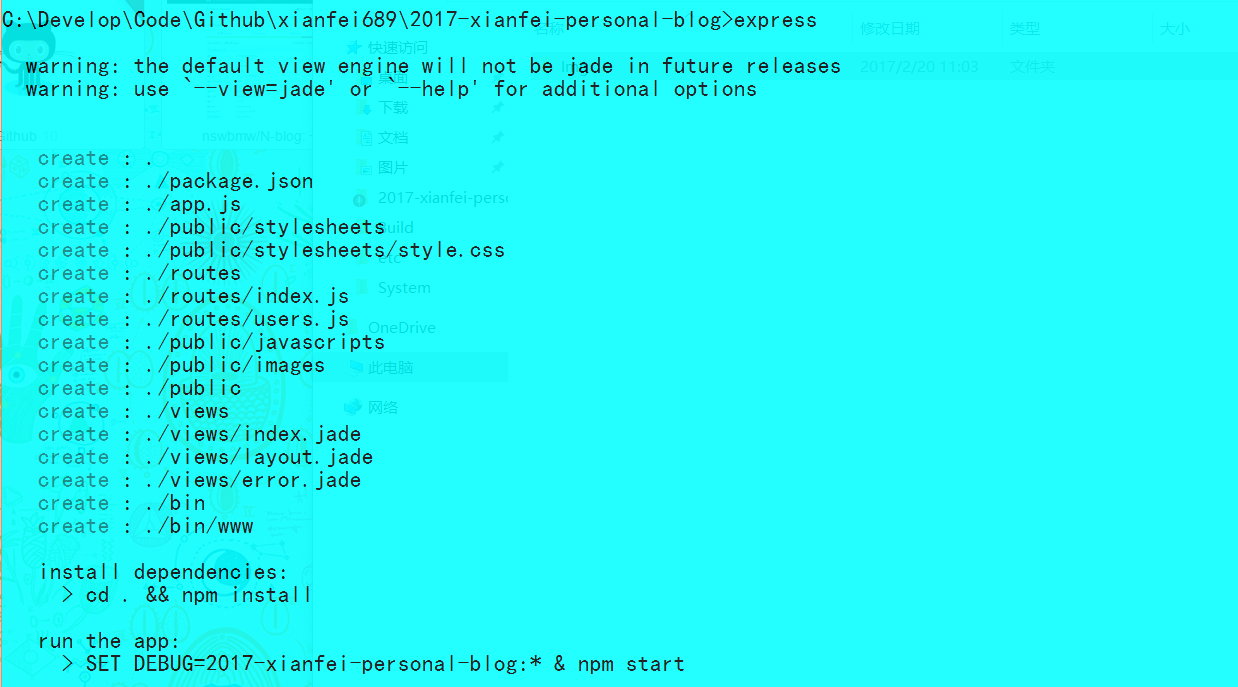 C:\Develop\Code\Github\xianfei689\2017-xianfei-personal-blog>express
名称 修改日期 类型 大小
快速访问
warning: the default view engine will not be jade in future releases
2017/2/20 11:03 文件夹
桌面
warning: use `--view=jade' or `--help' for additional options
下载
nswbmw/N-blog
文档
create : .
图片
create : ./package.json
2017-xianfei-perso
create : ./app.js
create : ./public/stylesheets
Build
create : ./public/stylesheets/style.css
etc
create : ./routes
System
create : ./routes/index.js
create : ./routes/users.js
OneDrive
create : ./public/javascripts
create : ./public/images
此电脑
create : ./public
create : ./views
网络
create : ./views/index.jade
create : ./views/layout.jade
create : ./views/error.jade
create : ./bin
create : ./bin/www
install dependencies:
> cd . && npm install
run the app:
> SET DEBUG=2017-xianfei-personal-blog:* & npm start